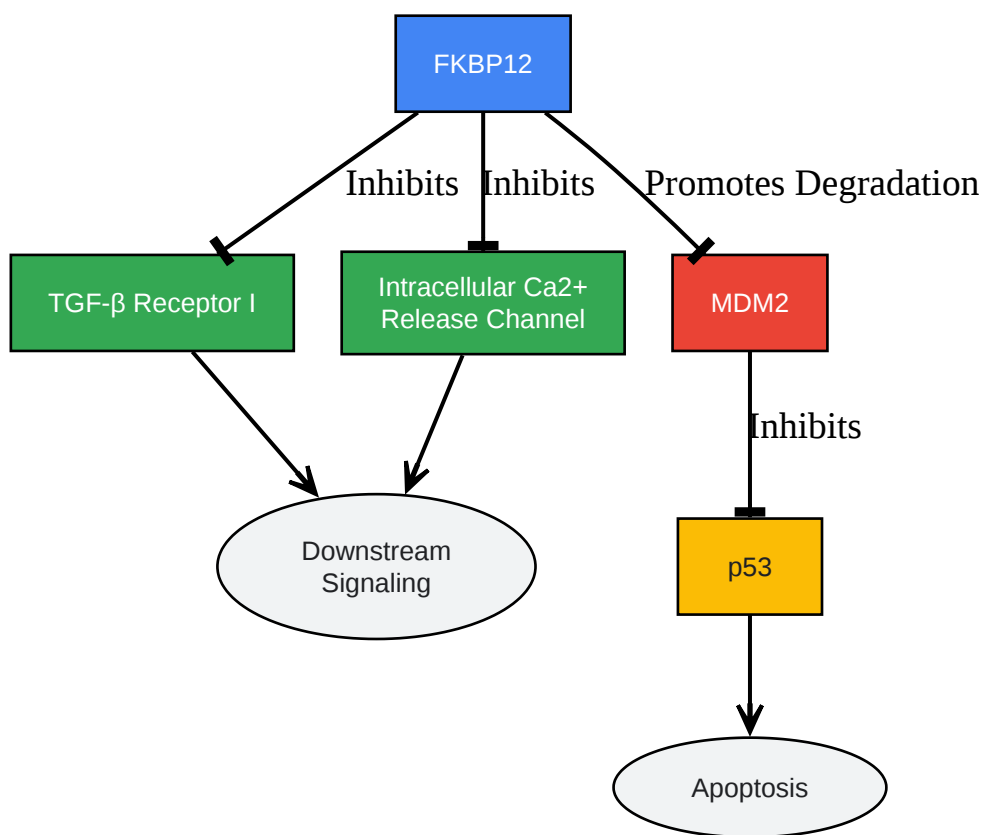 FKBP12
Inhibits
Inhibits
Promotes Degradation
TGF-β Receptor I
Intracellular Ca2+
Release Channel
MDM2
Inhibits
Downstream
Signaling
p53
Apoptosis